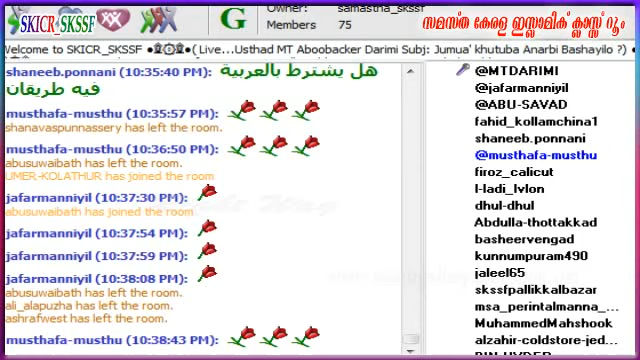 SKICR_SKSSF
G
Owner: samastha_skssf
Members 75
സമസ്ത കേരള ഇസ്ലാമിക് ക്ലാസ്സ് റൂം
Welcome to SKICR_SKSSF ●۩۞۩●( Live...Usthad MT Aboobacker Darimi Subj: Jumua' khutuba Anarbi Bashayilo ?)
shaneeb.ponnani (10:35:40 PM): هل يشترط بالعربية
فيه طريقان
musthafa-musthu (10:35:57 PM):
shanavaspunnassery has left the room.
musthafa-musthu (10:36:50 PM):
abusuwaibath has left the room.
UMER-KOLATHUR has joined the room
jafarmanniyil (10:37:30 PM):
abusuwaibath has joined the room
jafarmanniyil (10:37:54 PM):
jafarmanniyil (10:37:59 PM):
jafarmanniyil (10:38:08 PM):
abusuwaibath has left the room.
ali_alapuzha has left the room.
ashrafwest has left the room.
musthafa-musthu (10:38:43 PM):
@MTDARIMI
@jafarmanniyil
@ABU-SAVAD
fahid_kollamchina1
shaneeb.ponnani
@musthafa-musthu
firoz_calicut
l-ladi_lvlon
dhul-dhul
Abdulla-thottakkad
basheervengad
kunnumpuram490
jaleel65
skssfpallikkalbazar
msa_perintalmanna_...
MuhammedMahshook
alzahir-coldstore-jed...